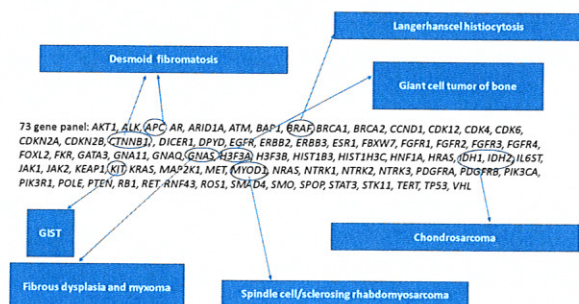 Langerhanscel histiocytosis
Desmoid fibromatosis
Giant cell tumor of bone
73 gene panel: AKT1, ALK, APC, AR, ARID1A, ATM, BAP1, BRAF, BRCA1, BRCA2, CCND1, CDK12, CDK4, CDK6,
CDKN2A, CDKN2B, CTNNB1, DICER1, DPYD, EGFR, ERBB2, ERBB3, ESR1, FBXW7, FGFR1, FGFR2, FGFR3, FGFR4,
FOXL2, FKR, GATA3, GNA11, GNAQ, GNAS, H3F3A, H3F3B, HIST1B3, HIST1H3C, HNF1A, HRAS, IDH1, IDH2, IL6ST,
JAK1, JAK2, KEAP1, KIT, KRAS, MAP2K1, MET, MYOD1, NRAS, NTRK1, NTRK2, NTRK3, PDGFRA, PDGFRB, PIK3CA,
PIK3R1, POLE, PTEN, RB1, RET, RNF43, ROS1, SMAD4, SMO, SPOP, STAT3, STK11, TERT, TP53, VHL
GIST
Chondrosarcoma
Fibrous dysplasia and myxoma
Spindle cell/sclerosing rhabdomyosarcoma